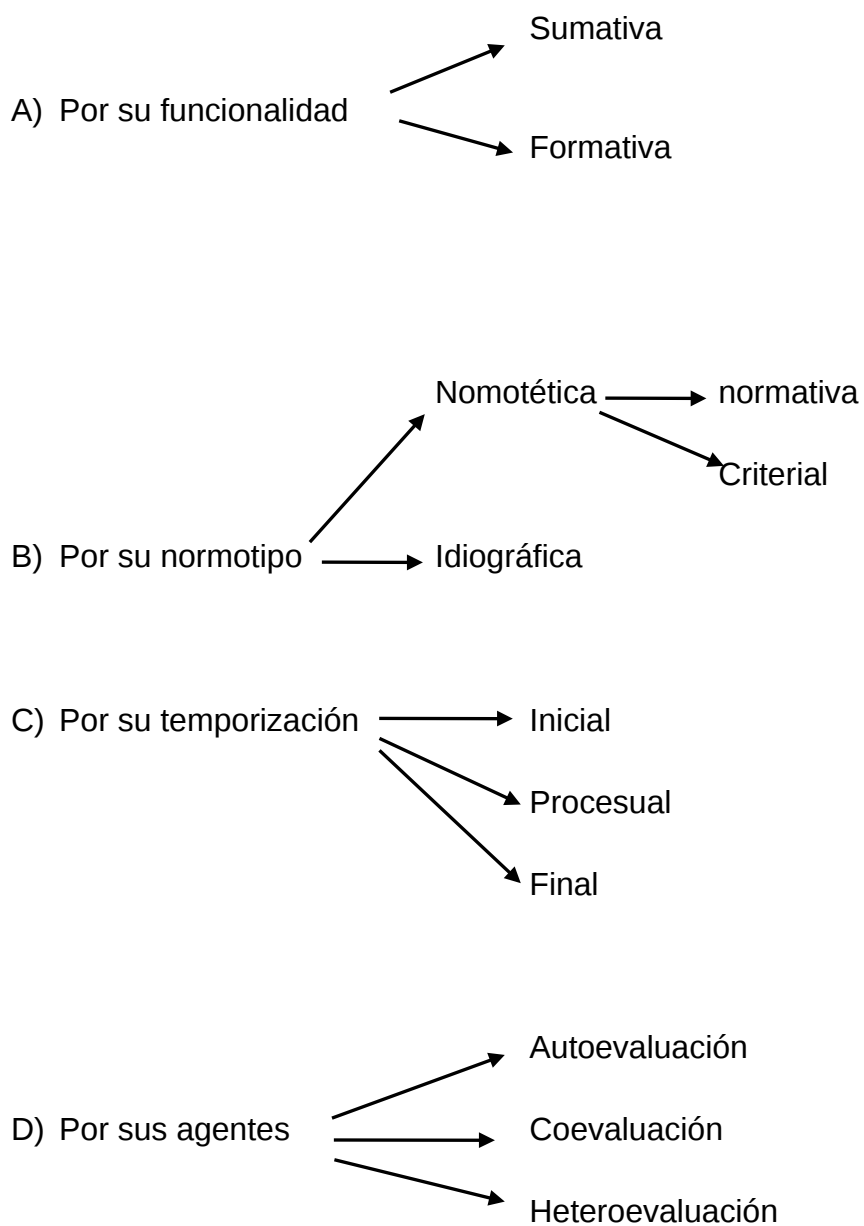 Sumativa
A) Por su funcionalidad
Formativa
Nomotética normativa
Criterial
B) Por su normotipo Idiográfica
C) Por su temporización Inicial
Procesual
Final
Autoevaluación
D) Por sus agentes Coevaluación
Heteroevaluación